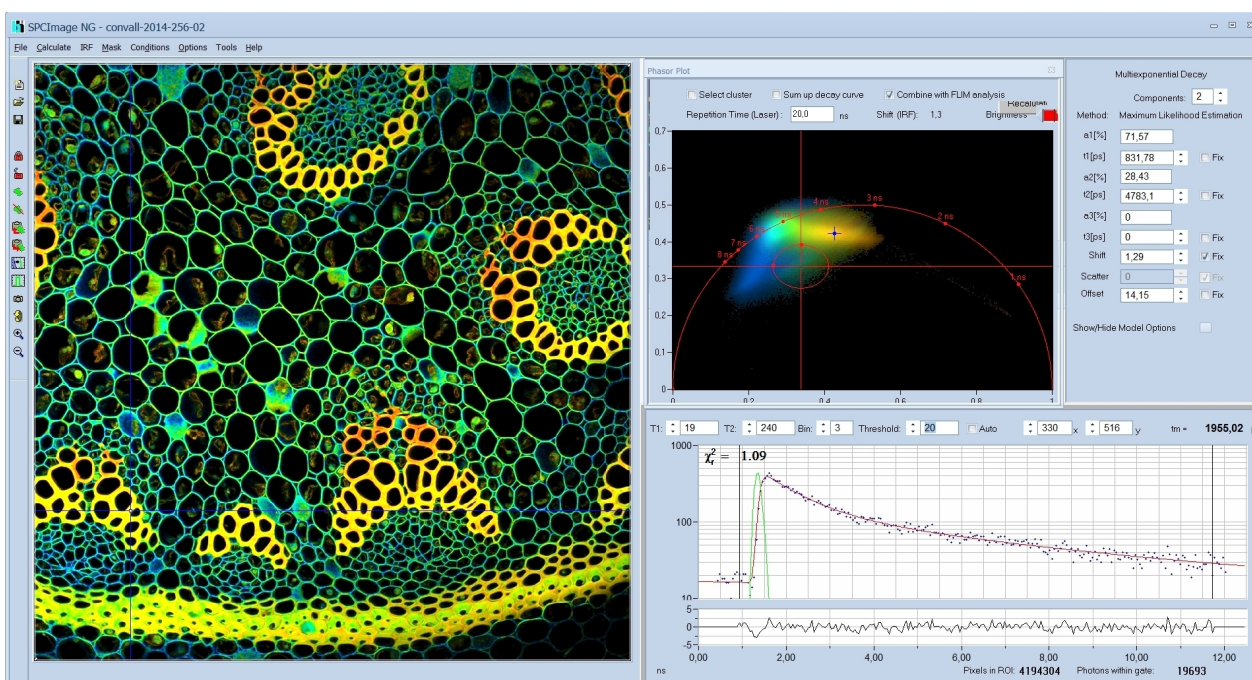 SPCImage NG - convall-2014-256-02
File Calculate IRF Mask Conditions Options Tools Help
Phasor Plot
Select cluster Sum up decay curve Combine with FLIM analysis
Repetition Time (Laser) : 20,0 ns Shift (IRF): 1,3 Brightness
0,7
0,6
0,5
0,4
0,3
0,2
0,1
0
8 ns 7 ns 6 ns 4 ns 3 ns 2 ns 1 ns
0 0,2 0,4 0,6 0,8 1
Multiexponential Decay
Components: 2
Method: Maximum Likelihood Estimation
a1[%] 71,57
t1[ps] 831,78 Fix
a2[%] 28,43
t2[ps] 4783,1 Fix
a3[%] 0
t3[ps] 0 Fix
Shift 1,29 Fix
Scatter 0 Fix
Offset 14,15 Fix
Show/Hide Model Options
T1: 19 T2: 240 Bin: 3 Threshold: 20 Auto 330 x 516 y tm = 1955,02
χ²r = 1.09
1000
100
10
5
0
-5
0,00 2,00 4,00 6,00 8,00 10,00 12,00
ns Pixels in ROI: 4194304 Photons within gate: 19693